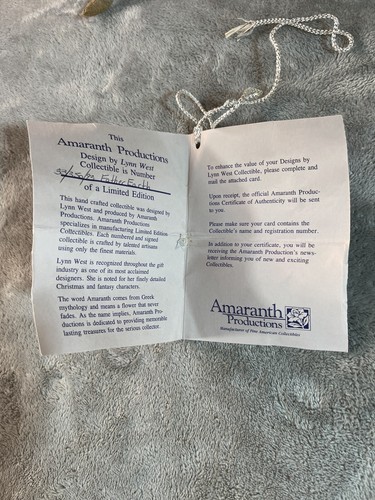 This
Amaranth Productions
Design by Lynn West
Collectible is Number
Father Earth
of a Limited Edition
This hand crafted collectible was designed by
Lynn West and produced by Amaranth
Productions. Amaranth Productions
specializes in manufacturing Limited Edition
Collectibles. Each numbered and signed
collectible is crafted by talented artisans
using only the finest materials.
Lynn West is recognized throughout the gift
industry as one of its most acclaimed
designers. She is noted for her finely detailed
Christmas and fantasy characters.
The word Amaranth comes from Greek
mythology and means a flower that never
fades. As the name implies, Amaranth Pro-
ductions is dedicated to providing memorable
lasting treasures for the serious collector.
To enhance the value of your Designs by
Lynn West Collectible, please complete and
mail the attached card.
Upon receipt, the official Amaranth Produc-
tions Certificate of Authenticity will be sent
to you.
Please make sure your card contains the
Collectible's name and registration number.
In addition to your certificate, you will be
receiving the Amaranth Production's news-
letter informing you of new and exciting
Collectibles.
Amaranth
Productions
Manufacturer of Fine American Collectibles